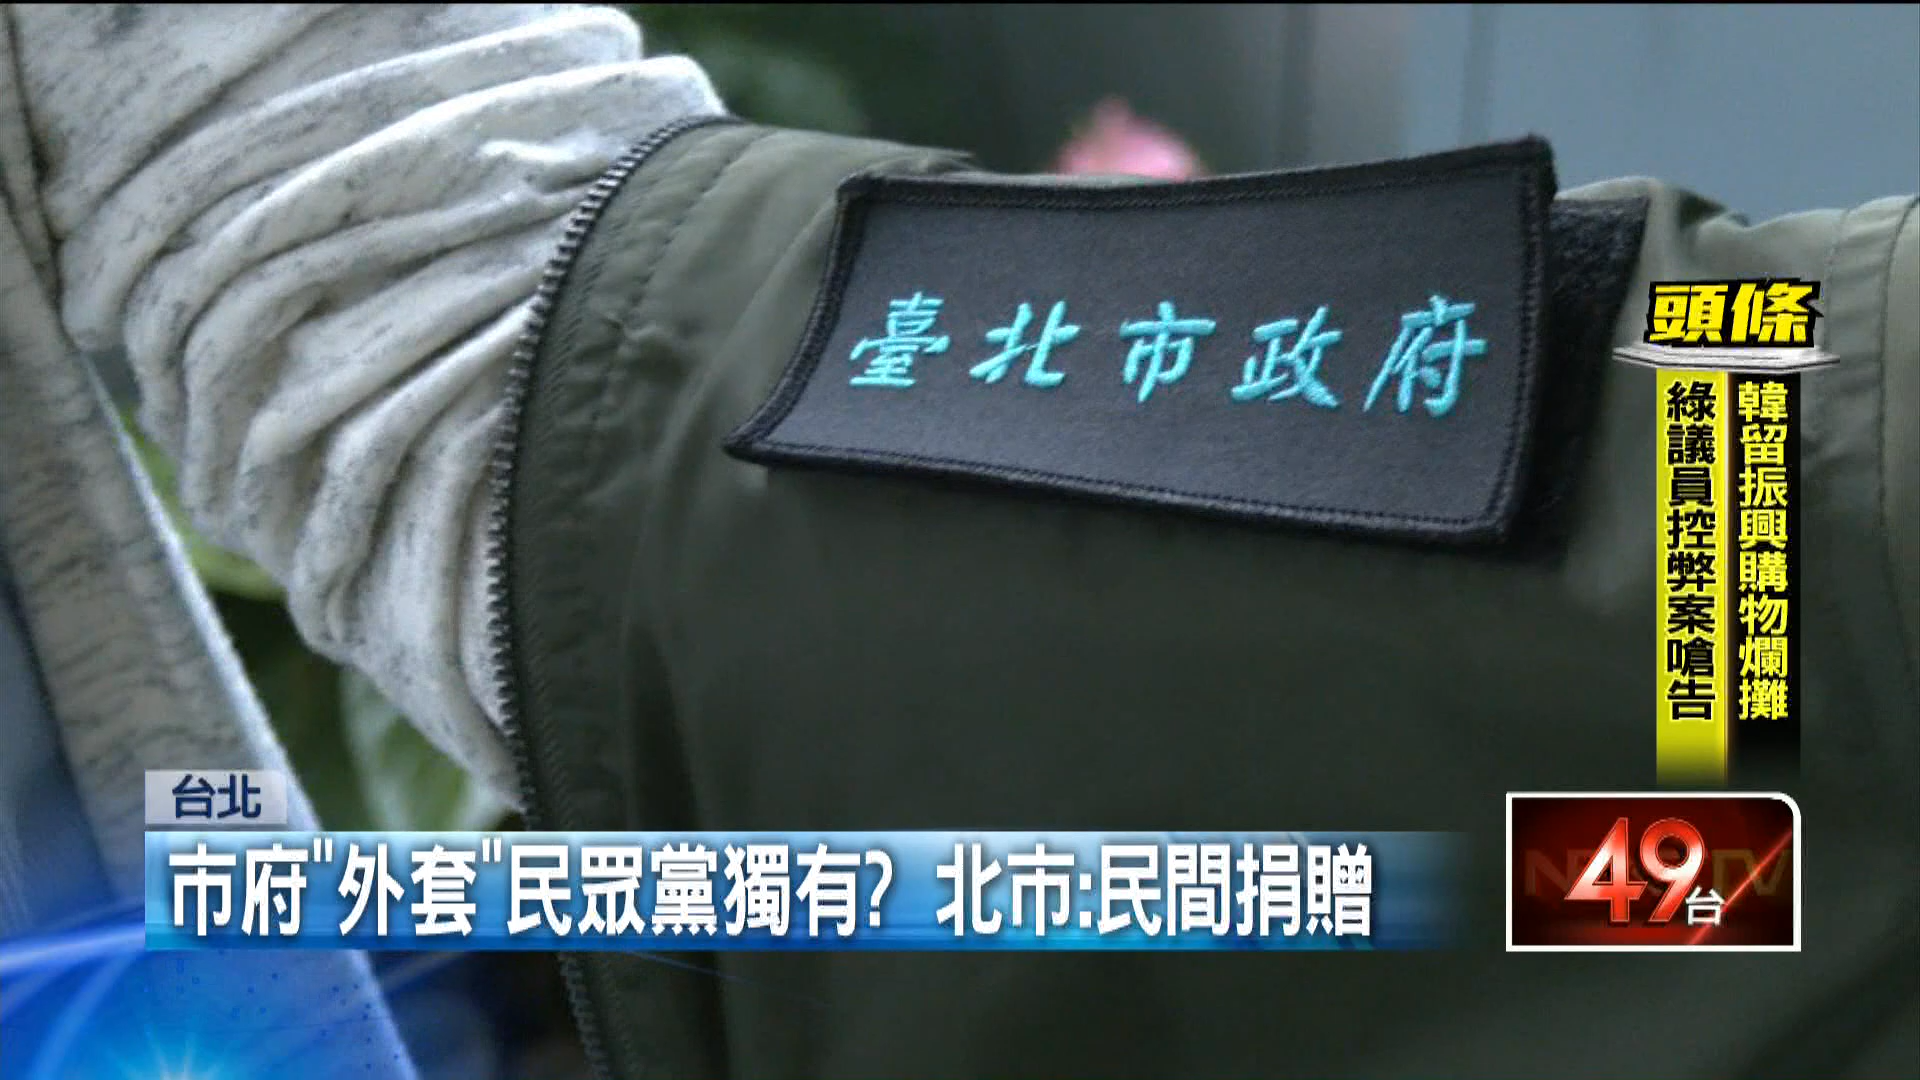 臺北市政府
頭條
韓留振興購物爛攤
綠議員控弊案嗆告
台北
市府"外套"民眾黨獨有? 北市:民間捐贈
49台